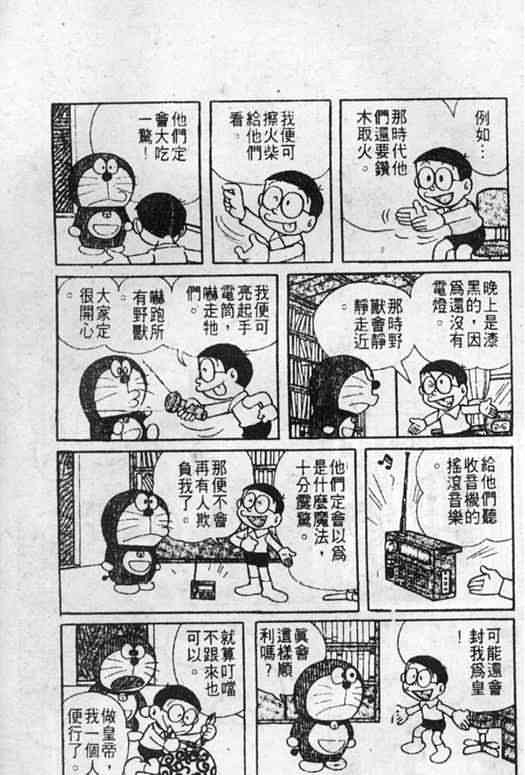 例如…
那時代他
們還要鑽
木取火。
我便可
擦火柴
給他們
看。
他們定
會大吃
一驚！
晚上是漆
黑的，因
爲還沒有
電燈。
那時野
獸會靜
靜走近
。
我便可
亮起手
電筒，
嚇走牠
們。
嚇跑所
有野獸
。
大家定
很開心
。
給他們聽
收音機的
搖滾音樂
。
他們定會以爲
是什麼魔法，
十分震驚。
那便不會
再有人欺
負我了。
可能還會
封我爲皇
！
眞會
這樣順
利嗎？
就算叮噹
不跟來也
可以。
做皇帝，
我一個人
便行了。